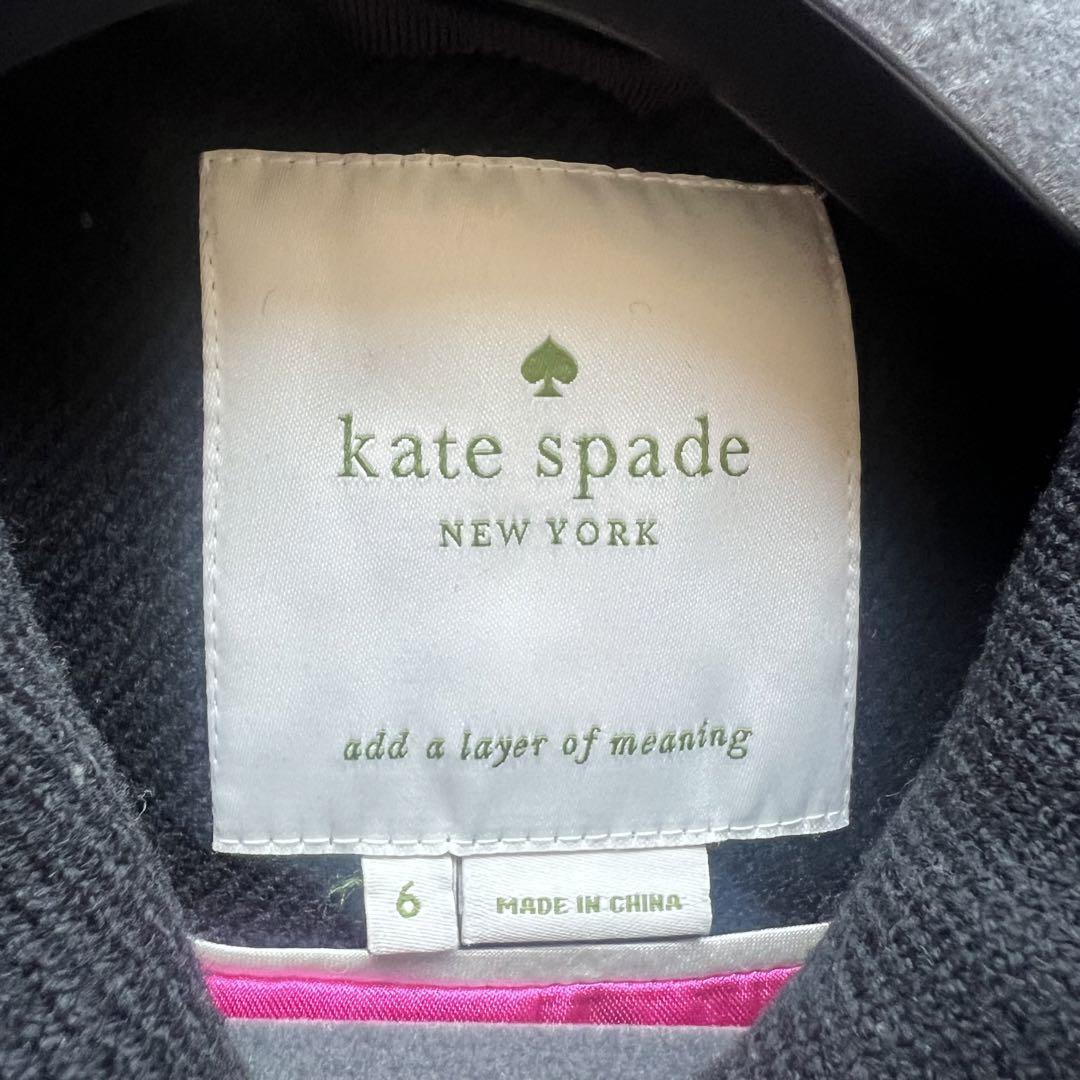 kate spade
NEW YORK
add a layer of meaning
6
MADE IN CHINA